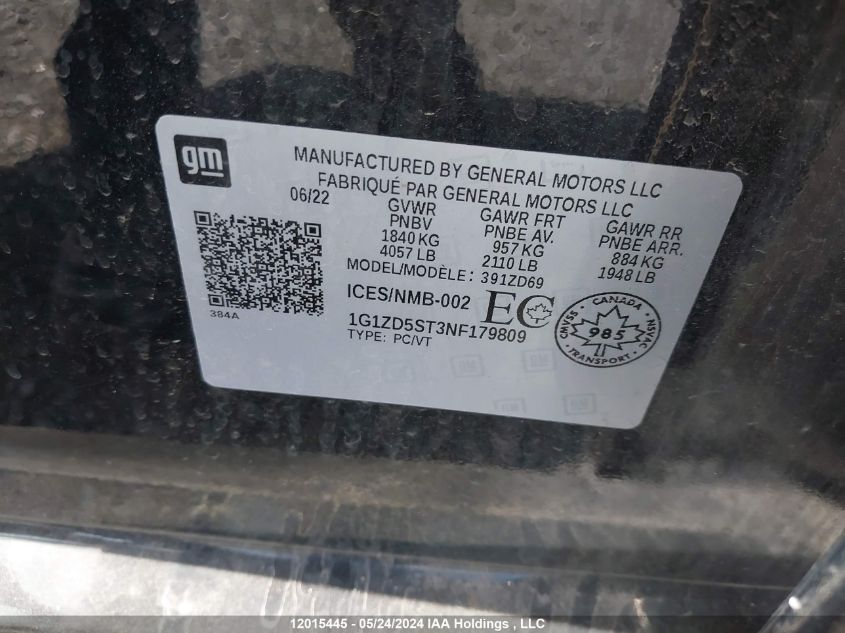 gm
MANUFACTURED BY GENERAL MOTORS LLC
FABRIQUÉ PAR GENERAL MOTORS LLC
06/22 GVWR GAWR FRT GAWR RR
PNBV PNBE AV. PNBE ARR.
1840 KG 957 KG 884 KG
4057 LB 2110 LB 1948 LB
MODEL/MODÈLE: 391ZD69
ICES/NMB-002 EC
384A
1G1ZD5ST3NF179809
TYPE: PC/VT
CANADA
CMVSS 985 NSVAC
TRANSPORT
12015445 - 05/24/2024 IAA Holdings, LLC